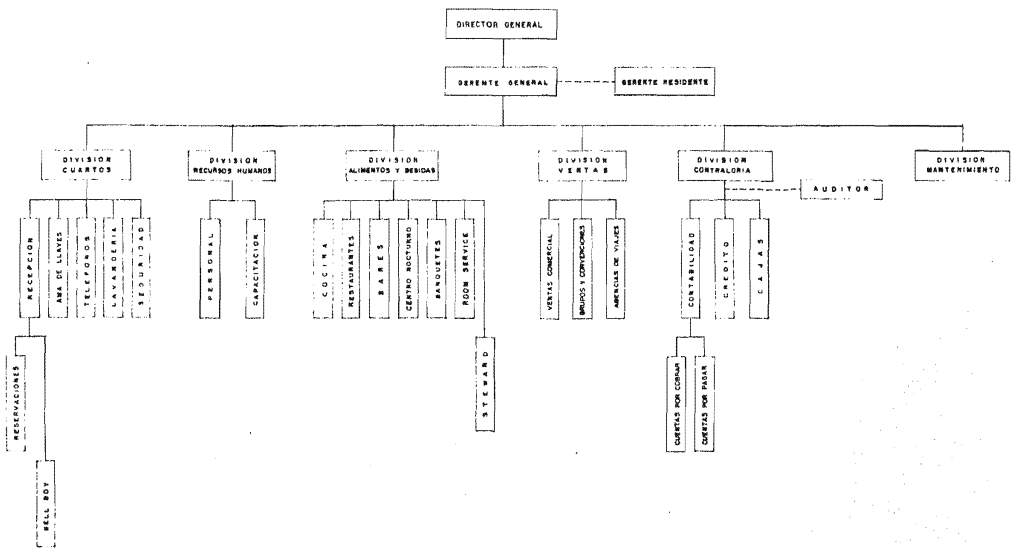 DIRECTOR GENERAL
GERENTE GENERAL
GERENTE RESIDENTE
DIVISION
CUARTOS
DIVISION
RECURSOS HUMANOS
DIVISION
ALIMENTOS Y BEBIDAS
DIVISION
VENTAS
DIVISION
CONTRALORIA
DIVISION
MANTENIMIENTO
AUDITOR
RECEPCION
AMA DE LLAVES
TELEFONOS
LAVANDERIA
SEGURIDAD
PERSONAL
CAPACITACION
COCINA
RESTAURANTES
BARES
CENTRO NOCTURNO
BANQUETES
ROOM SERVICE
VENTAS COMERCIAL
GRUPOS Y CONVENCIONES
AGENCIAS DE VIAJES
CONTABILIDAD
CREDITO
CAJAS
RESERVACIONES
STEWARD
CUENTAS POR COBRAR
CUENTAS POR PAGAR
BELL BOY